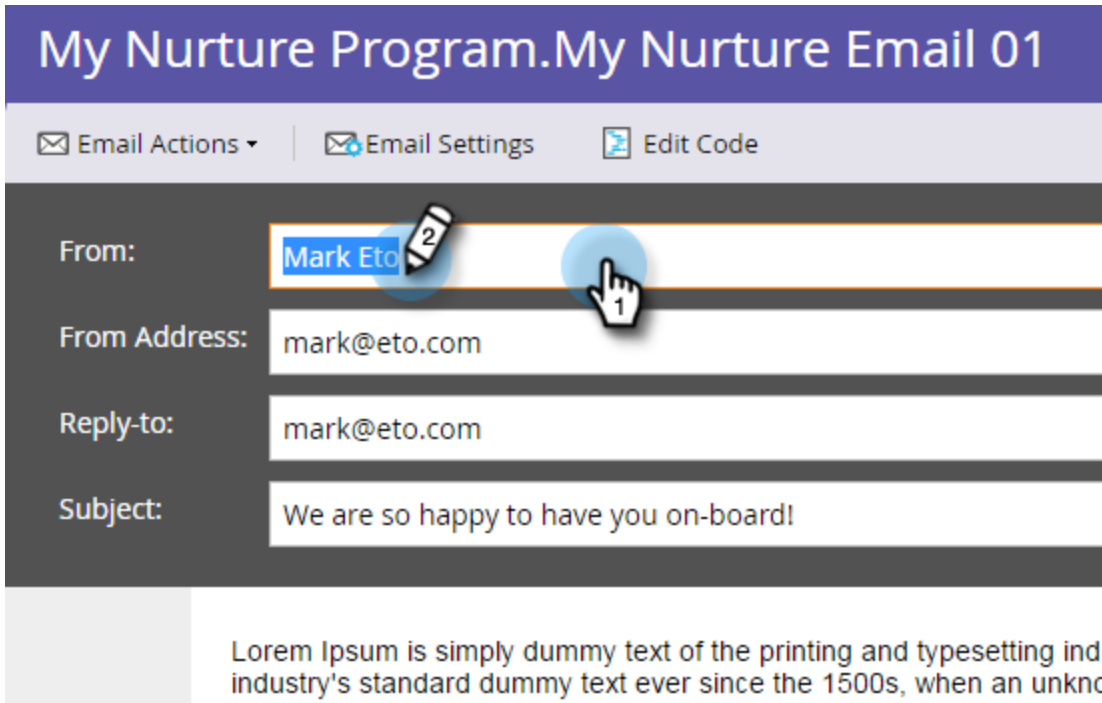 My Nurture Program.My Nurture Email 01
Email Actions Email Settings Edit Code
From: Mark Eto 2
1
From Address: mark@eto.com
Reply-to: mark@eto.com
Subject: We are so happy to have you on-board!
Lorem Ipsum is simply dummy text of the printing and typesetting ind
industry's standard dummy text ever since the 1500s, when an unkno